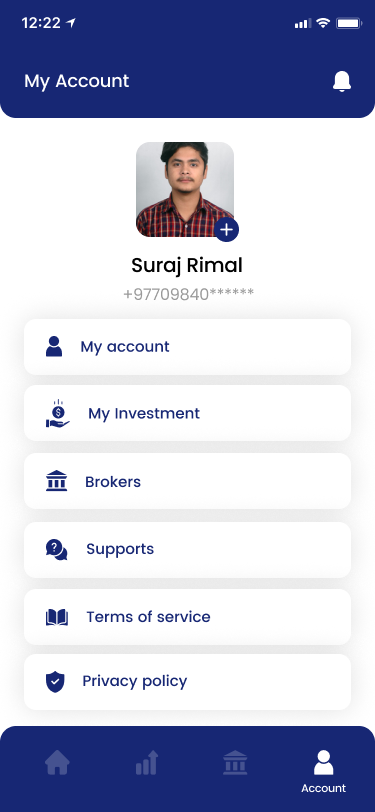 12:22
My Account
Suraj Rimal
+97709840******
My account
My Investment
Brokers
Supports
Terms of service
Privacy policy
Account